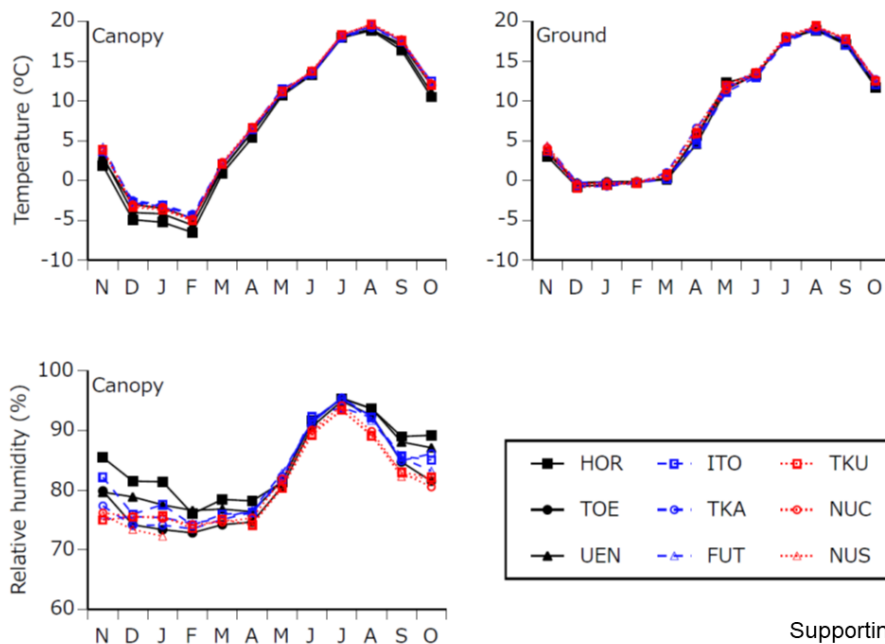 20
15
10
5
0
-5
-10
Temperature (ºC)
Canopy
N D J F M A M J J A S O
20
15
10
5
0
-5
-10
Ground
N D J F M A M J J A S O
100
90
80
70
60
Relative humidity (%)
Canopy
N D J F M A M J J A S O
HOR ITO TKU
TOE TKA NUC
UEN FUT NUS
Supportin